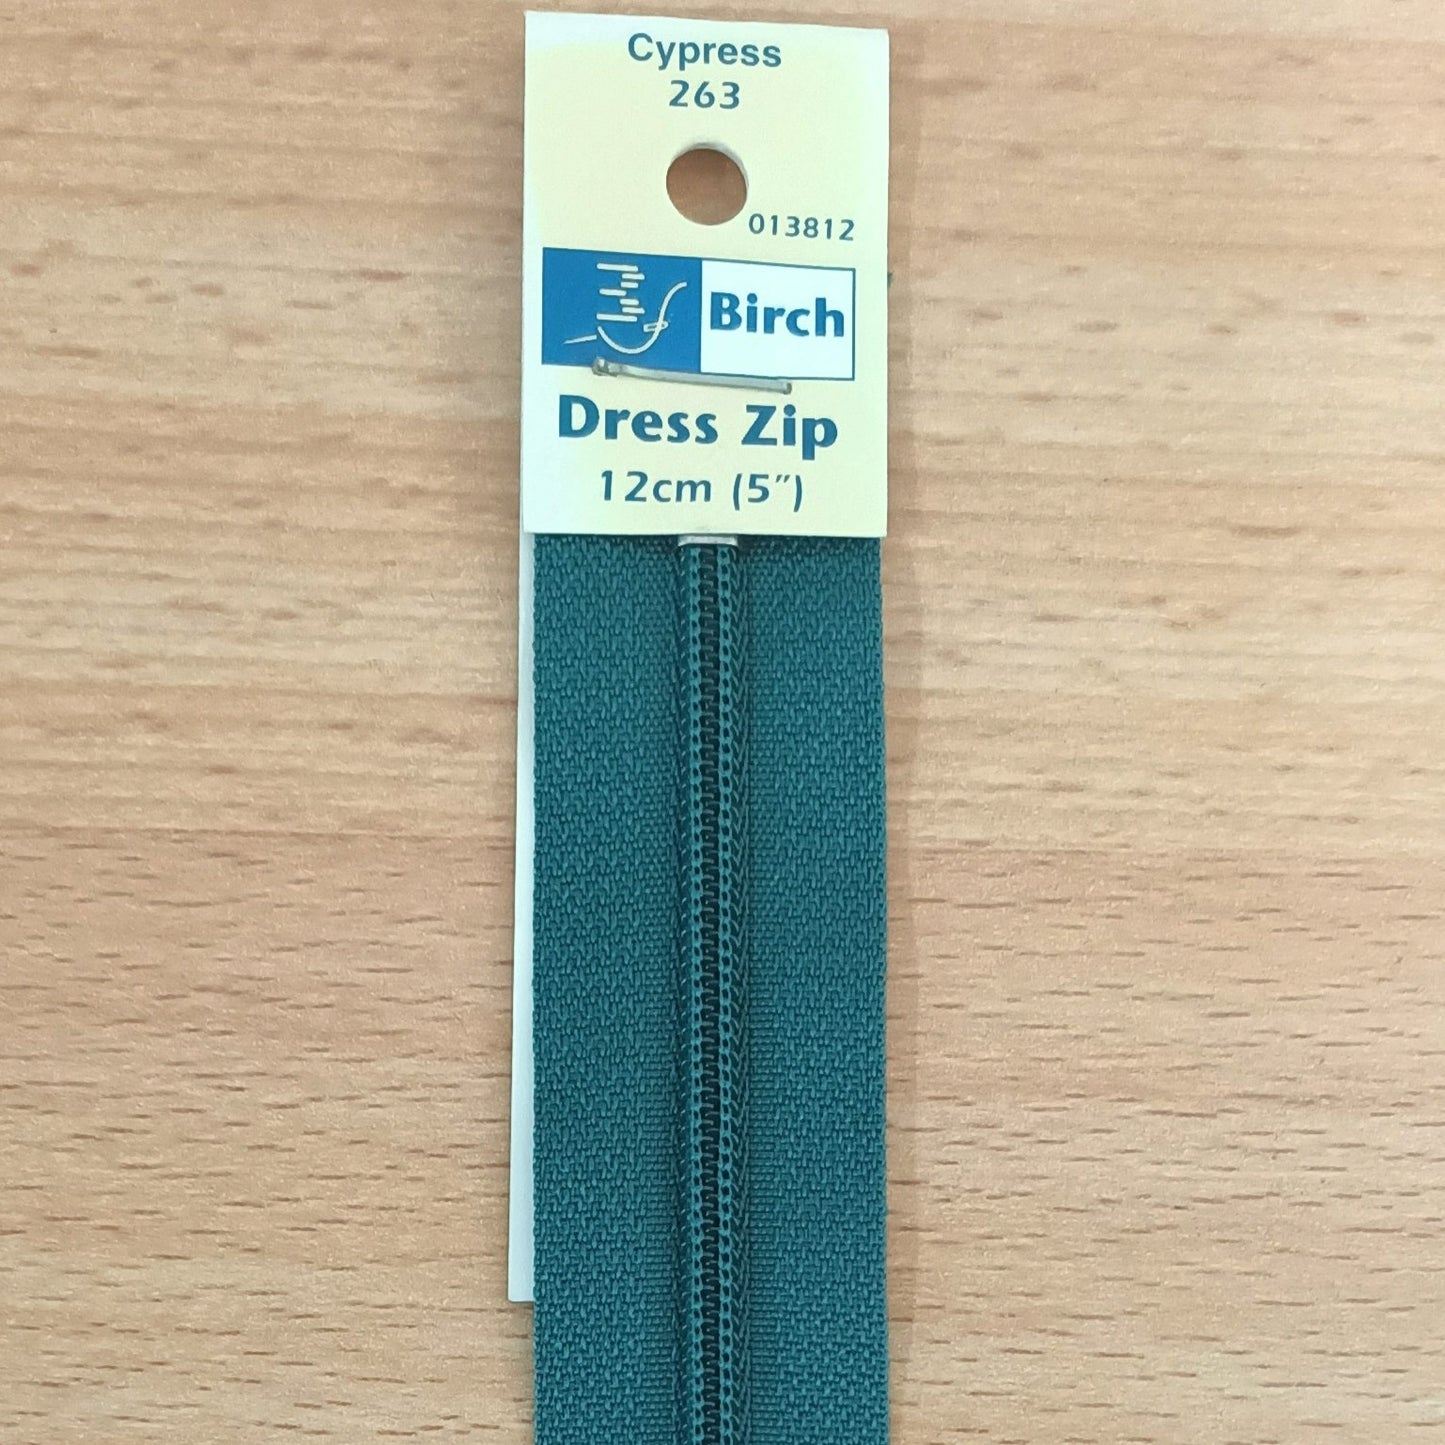 Cypress
263
013812
Birch
Dress Zip
12cm (5″)